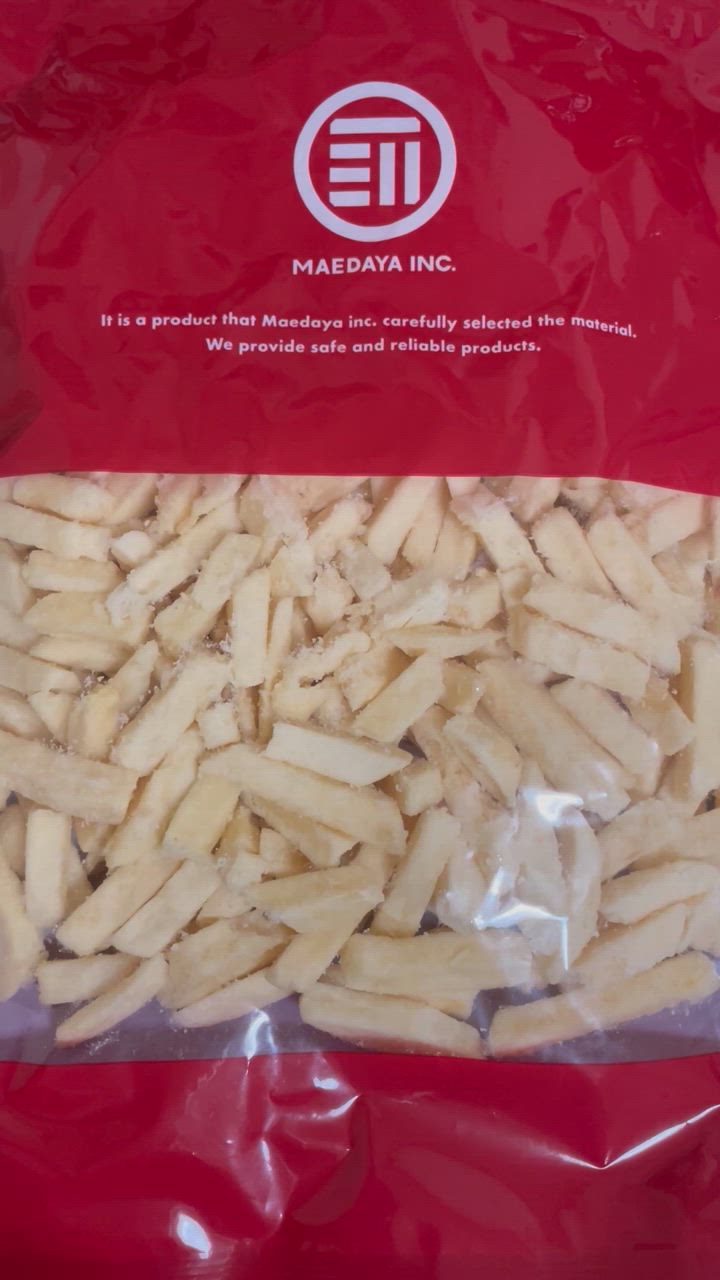 MAEDAYA INC.
It is a product that Maedaya inc. carefully selected the material.
We provide safe and reliable products.